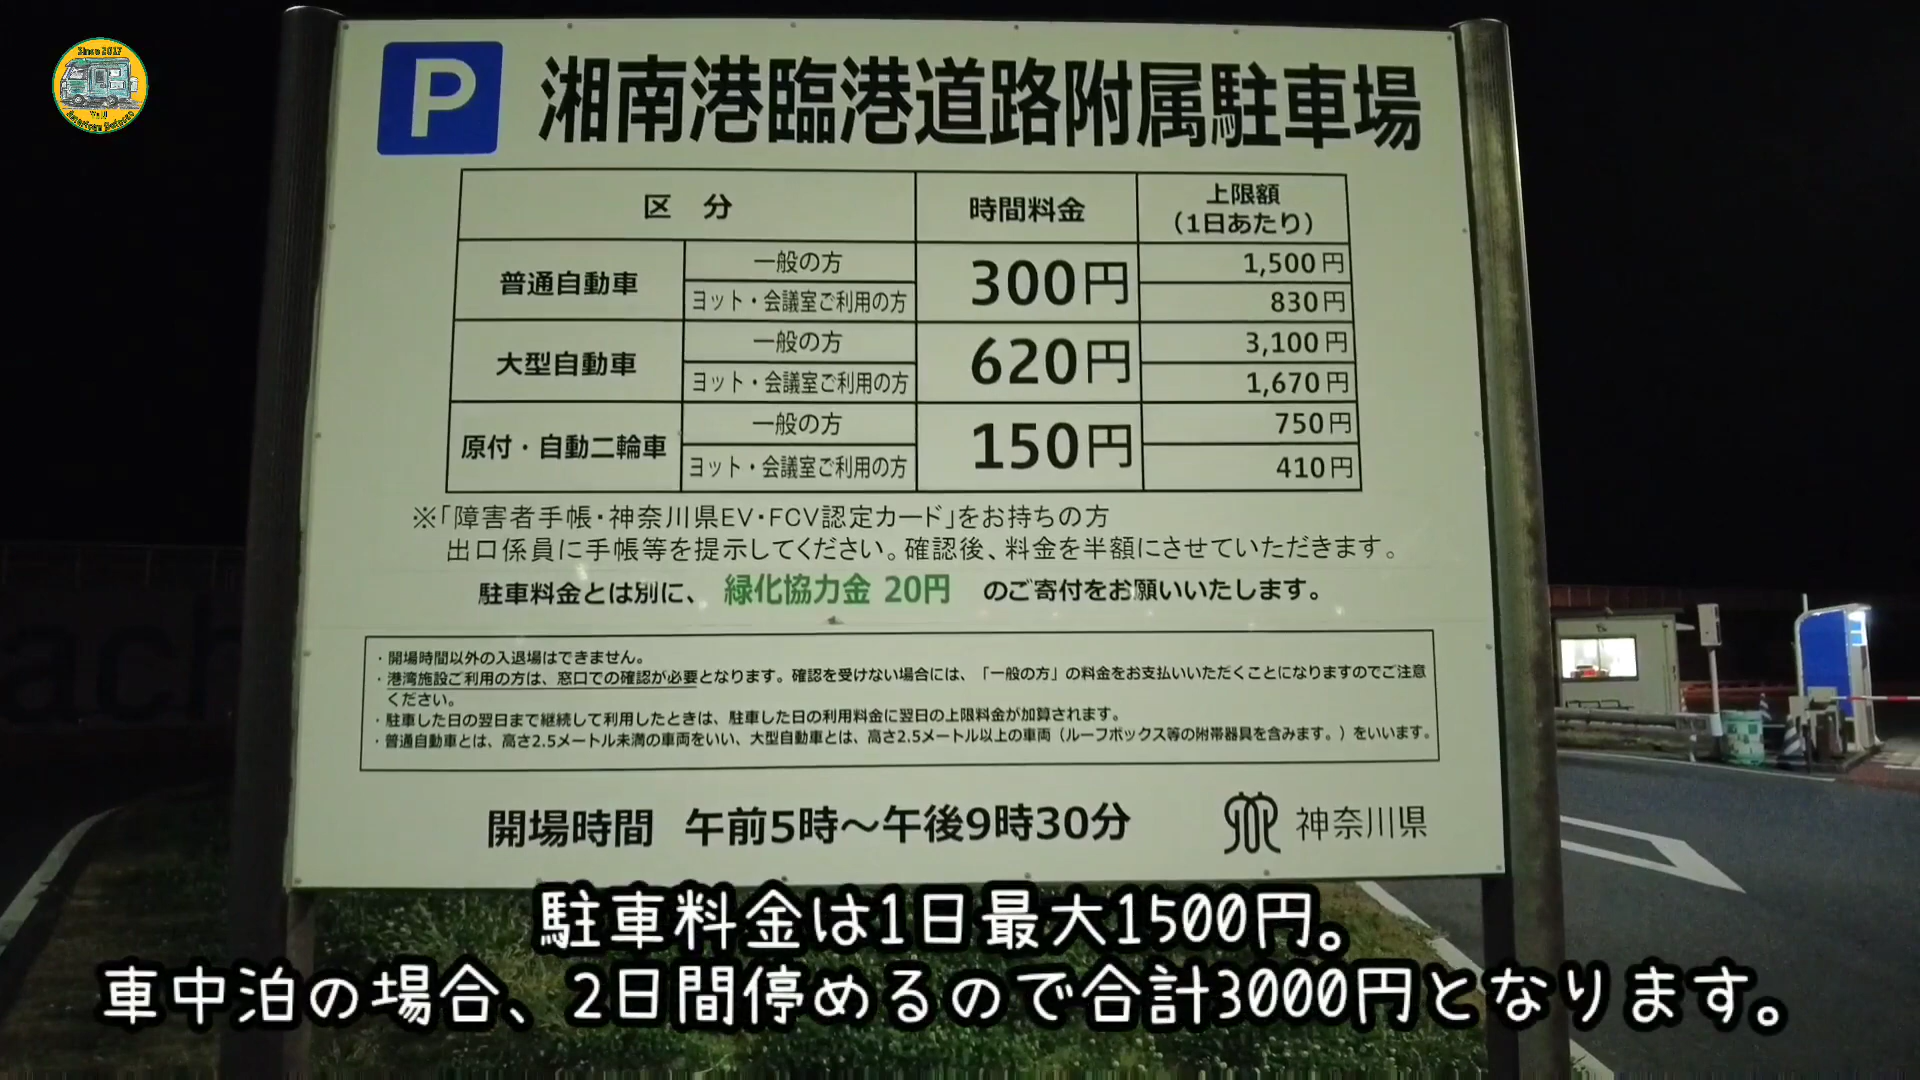 Since 2017
P 湘南港臨港道路附属駐車場
区 分 時間料金 上限額
(1日あたり)
普通自動車 一般の方 300円 1,500円
ヨット・会議室ご利用の方 830円
大型自動車 一般の方 620円 3,100円
ヨット・会議室ご利用の方 1,670円
原付・自動二輪車 一般の方 150円 750円
ヨット・会議室ご利用の方 410円
※「障害者手帳・神奈川県EV・FCV認定カード」をお持ちの方
出口係員に手帳等を提示してください。確認後、料金を半額にさせていただきます。
駐車料金とは別に、 緑化協力金 20円 のご寄付をお願いいたします。
・開場時間以外の入退場はできません。
・港湾施設ご利用の方は、窓口での確認が必要となります。確認を受けない場合には、「一般の方」の料金をお支払いいただくことになりますのでご注意
ください。
・駐車した日の翌日まで継続して利用したときは、駐車した日の利用料金に翌日の上限料金が加算されます。
・普通自動車とは、高さ2.5メートル未満の車両をいい、大型自動車とは、高さ2.5メートル以上の車両(ルーフボックス等の附帯器具を含みます。)をいいます。
開場時間 午前5時～午後9時30分 神奈川県
駐車料金は1日最大1500円。
車中泊の場合、2日間停めるので合計3000円となります。